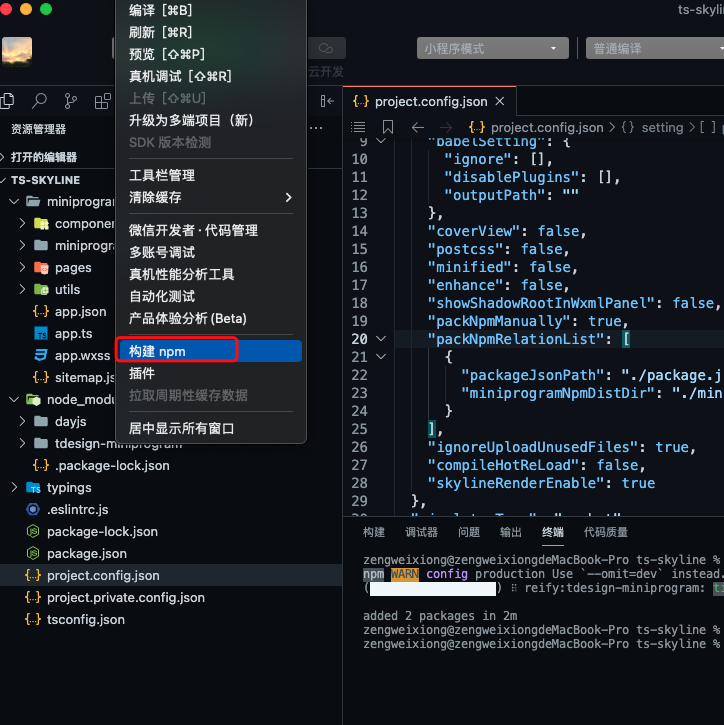 ts-skyline
编译 [⌘B]
刷新 [⌘R]
预览 [⇧⌘P]
真机调试 [⇧⌘R]
上传 [⇧⌘U]
升级为多端项目（新）
SDK 版本检测
工具栏管理
清除缓存
微信开发者·代码管理
多账号调试
真机性能分析工具
自动化测试
产品体验分析 (Beta)
构建 npm
插件
拉取周期性缓存数据
居中显示所有窗口
云开发
小程序模式
普通编译
资源管理器
打开的编辑器
TS-SKYLINE
miniprogram
componen
miniprogra
pages
utils
app.json
app.ts
app.wxss
sitemap.js
node_modu
dayjs
tdesign-miniprogram
.package-lock.json
typings
.eslintrc.js
package-lock.json
package.json
project.config.json
project.private.config.json
tsconfig.json
project.config.json
project.config.json > {} setting > [ ] p
9 "babelSetting": {
10 "ignore": [],
11 "disablePlugins": [],
12 "outputPath": ""
13 },
14 "coverView": false,
15 "postcss": false,
16 "minified": false,
17 "enhance": false,
18 "showShadowRootInWxmlPanel": false,
19 "packNpmManually": true,
20 "packNpmRelationList": [
21 {
22 "packageJsonPath": "./package.j
23 "miniprogramNpmDistDir": "./min
24 }
25 ],
26 "ignoreUploadUnusedFiles": true,
27 "compileHotReLoad": false,
28 "skylineRenderEnable": true
29 },
构建 调试器 问题 输出 终端 代码质量
zengweixiong@zengweixiongdeMacBook-Pro ts-skyline %
npm WARN config production Use `--omit=dev` instead.
( ) ⠸ reify:tdesign-miniprogram: ti
added 2 packages in 2m
zengweixiong@zengweixiongdeMacBook-Pro ts-skyline %
zengweixiong@zengweixiongdeMacBook-Pro ts-skyline %